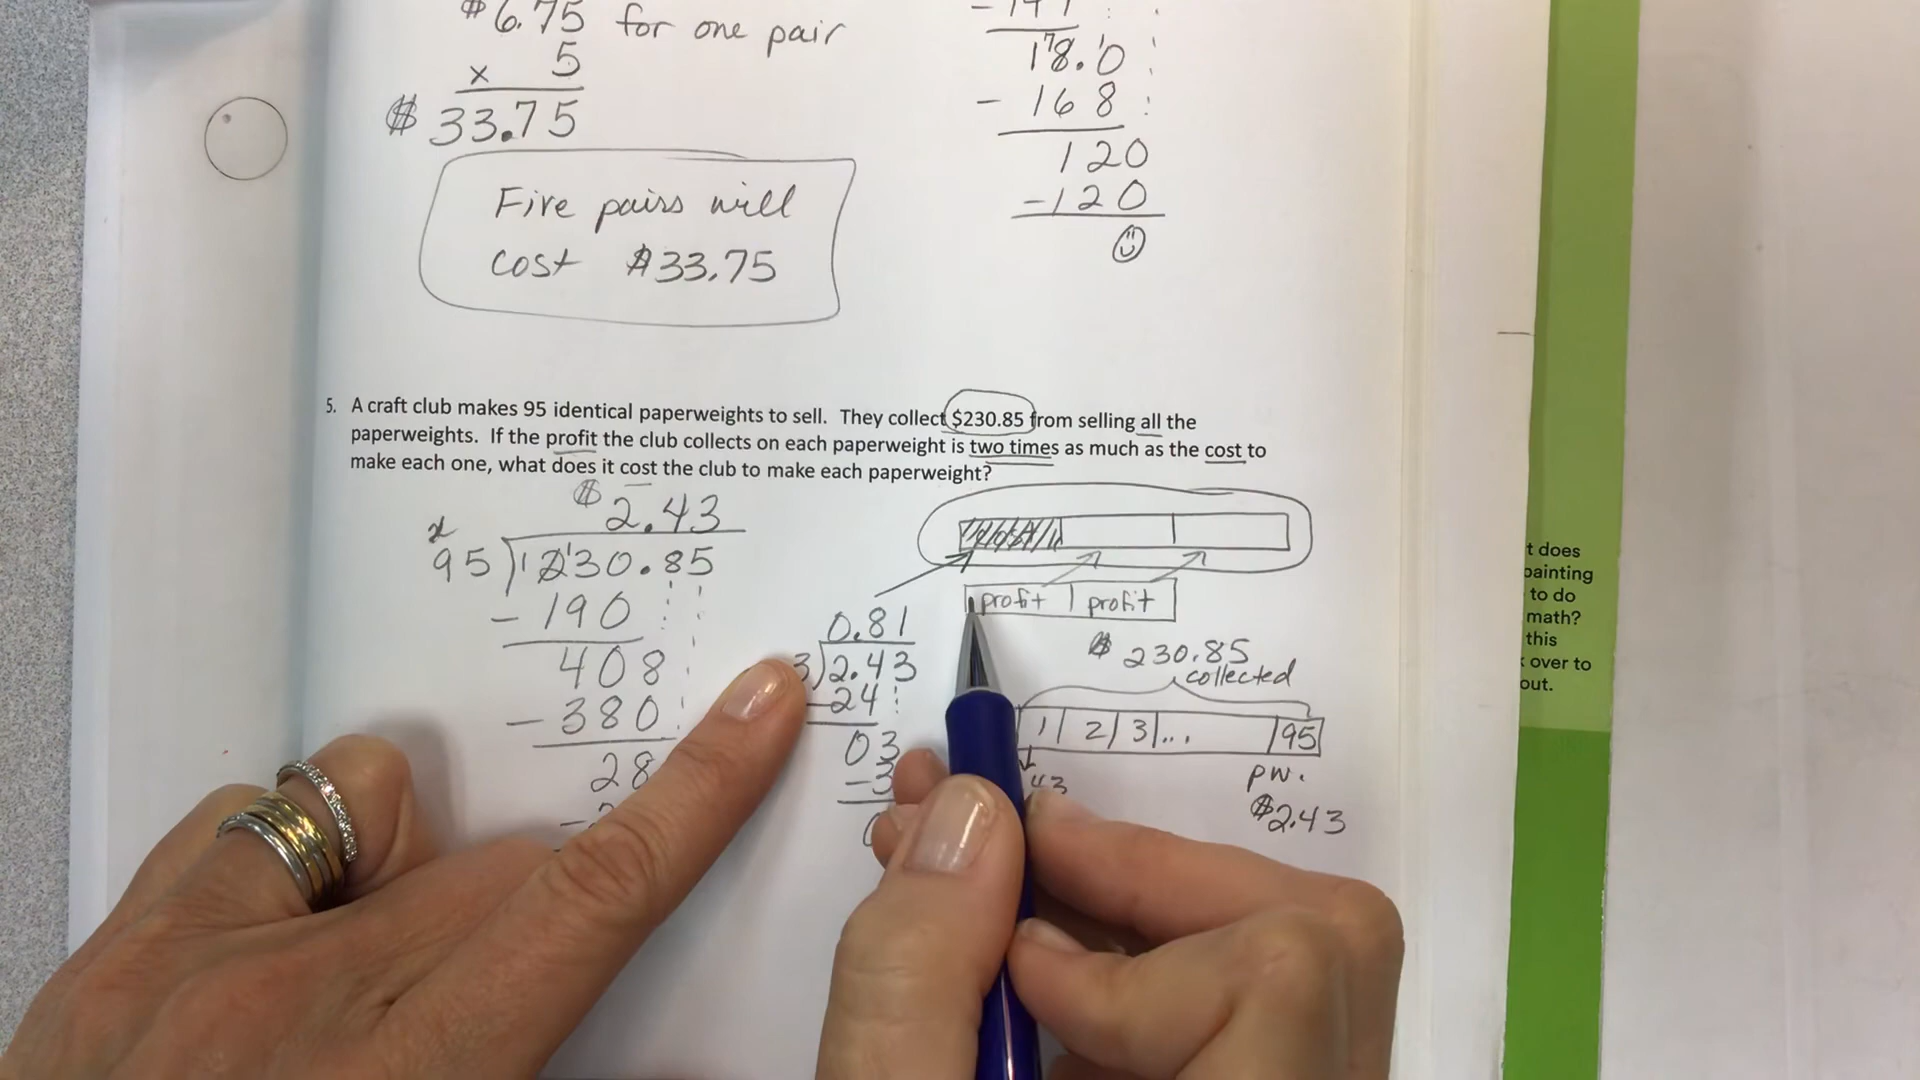 $6.75 for one pair
x 5
$33.75
Five pairs will
cost $33.75
18.0
- 168
120
-120
5. A craft club makes 95 identical paperweights to sell. They collect $230.85 from selling all the
paperweights. If the profit the club collects on each paperweight is two times as much as the cost to
make each one, what does it cost the club to make each paperweight?
$2.43
95)230.85
- 190
408
- 380
28
0.81
3)2.43
-24
03
-3
profit profit
$230.85
collected
1 2 3 ... 95
43
pw.
$2.43
t does
painting
to do
math?
this
over to
out.